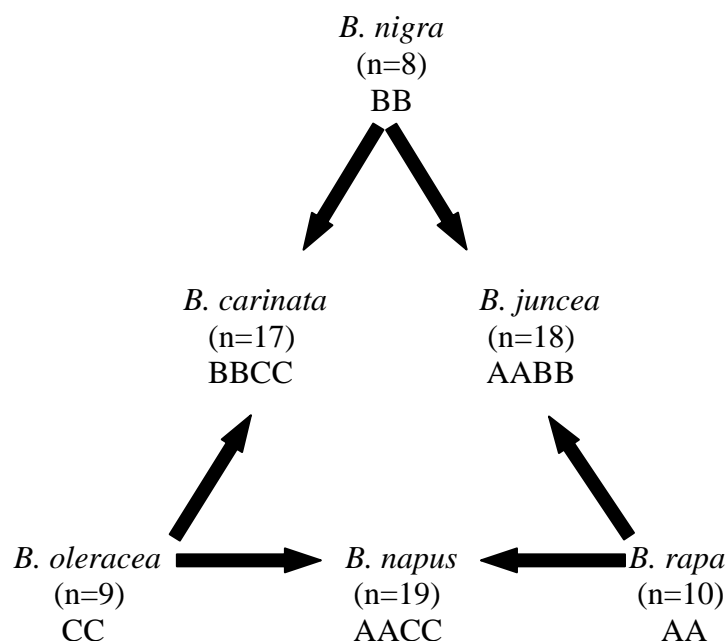 B. nigra
(n=8)
BB
B. carinata
(n=17)
BBCC
B. juncea
(n=18)
AABB
B. oleracea
(n=9)
CC
B. napus
(n=19)
AACC
B. rapa
(n=10)
AA